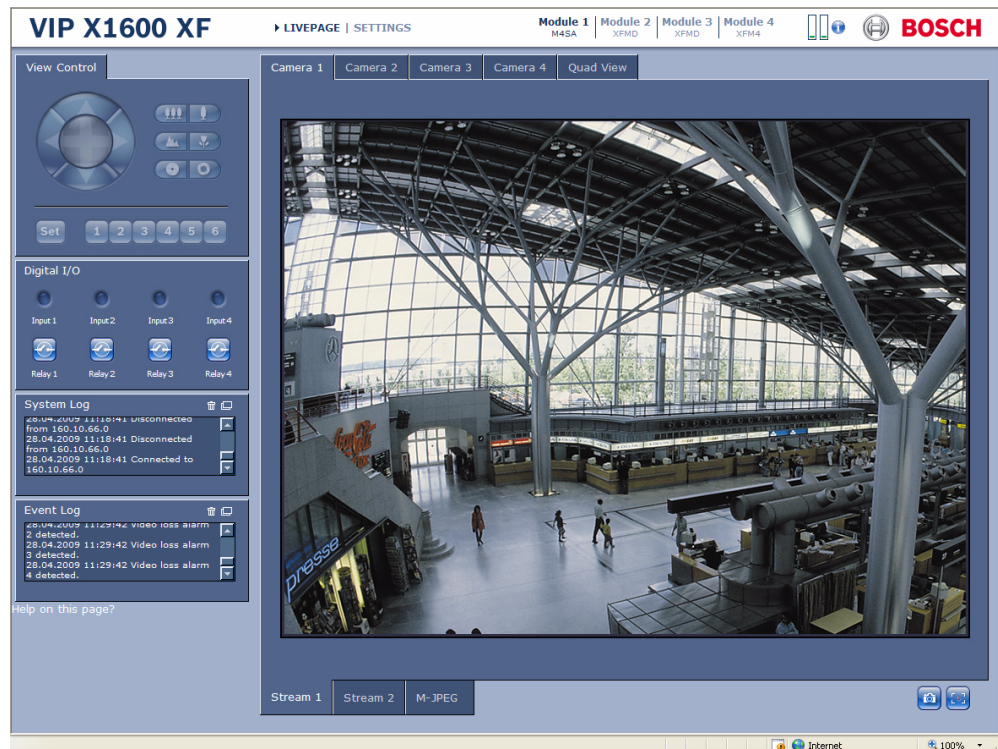 VIP X1600 XF
LIVEPAGE | SETTINGS
Module 1 Module 2 Module 3 Module 4
M4SA XFMD XFMD XFM4
BOSCH
View Control
Camera 1 Camera 2 Camera 3 Camera 4 Quad View
Set 1 2 3 4 5 6
Digital I/O
Input 1 Input 2 Input 3 Input 4
Relay 1 Relay 2 Relay 3 Relay 4
System Log
28.04.2009 11:18:41 Disconnected
from 160.10.66.0
28.04.2009 11:18:41 Disconnected
from 160.10.66.0
28.04.2009 11:18:41 Connected to
160.10.66.0
Event Log
28.04.2009 11:29:42 Video loss alarm
2 detected.
28.04.2009 11:29:42 Video loss alarm
3 detected.
28.04.2009 11:29:42 Video loss alarm
4 detected.
Help on this page?
Coca-Cola
presse
Stream 1 Stream 2 M-JPEG
Internet 100%